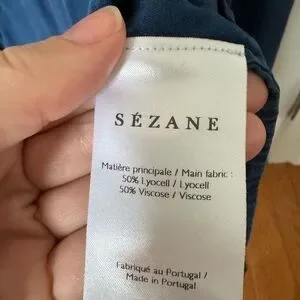 SÉZANE
Matière principale / Main fabric :
50% Lyocell / Lyocell
50% Viscose / Viscose
Fabriqué au Portugal /
Made in Portugal